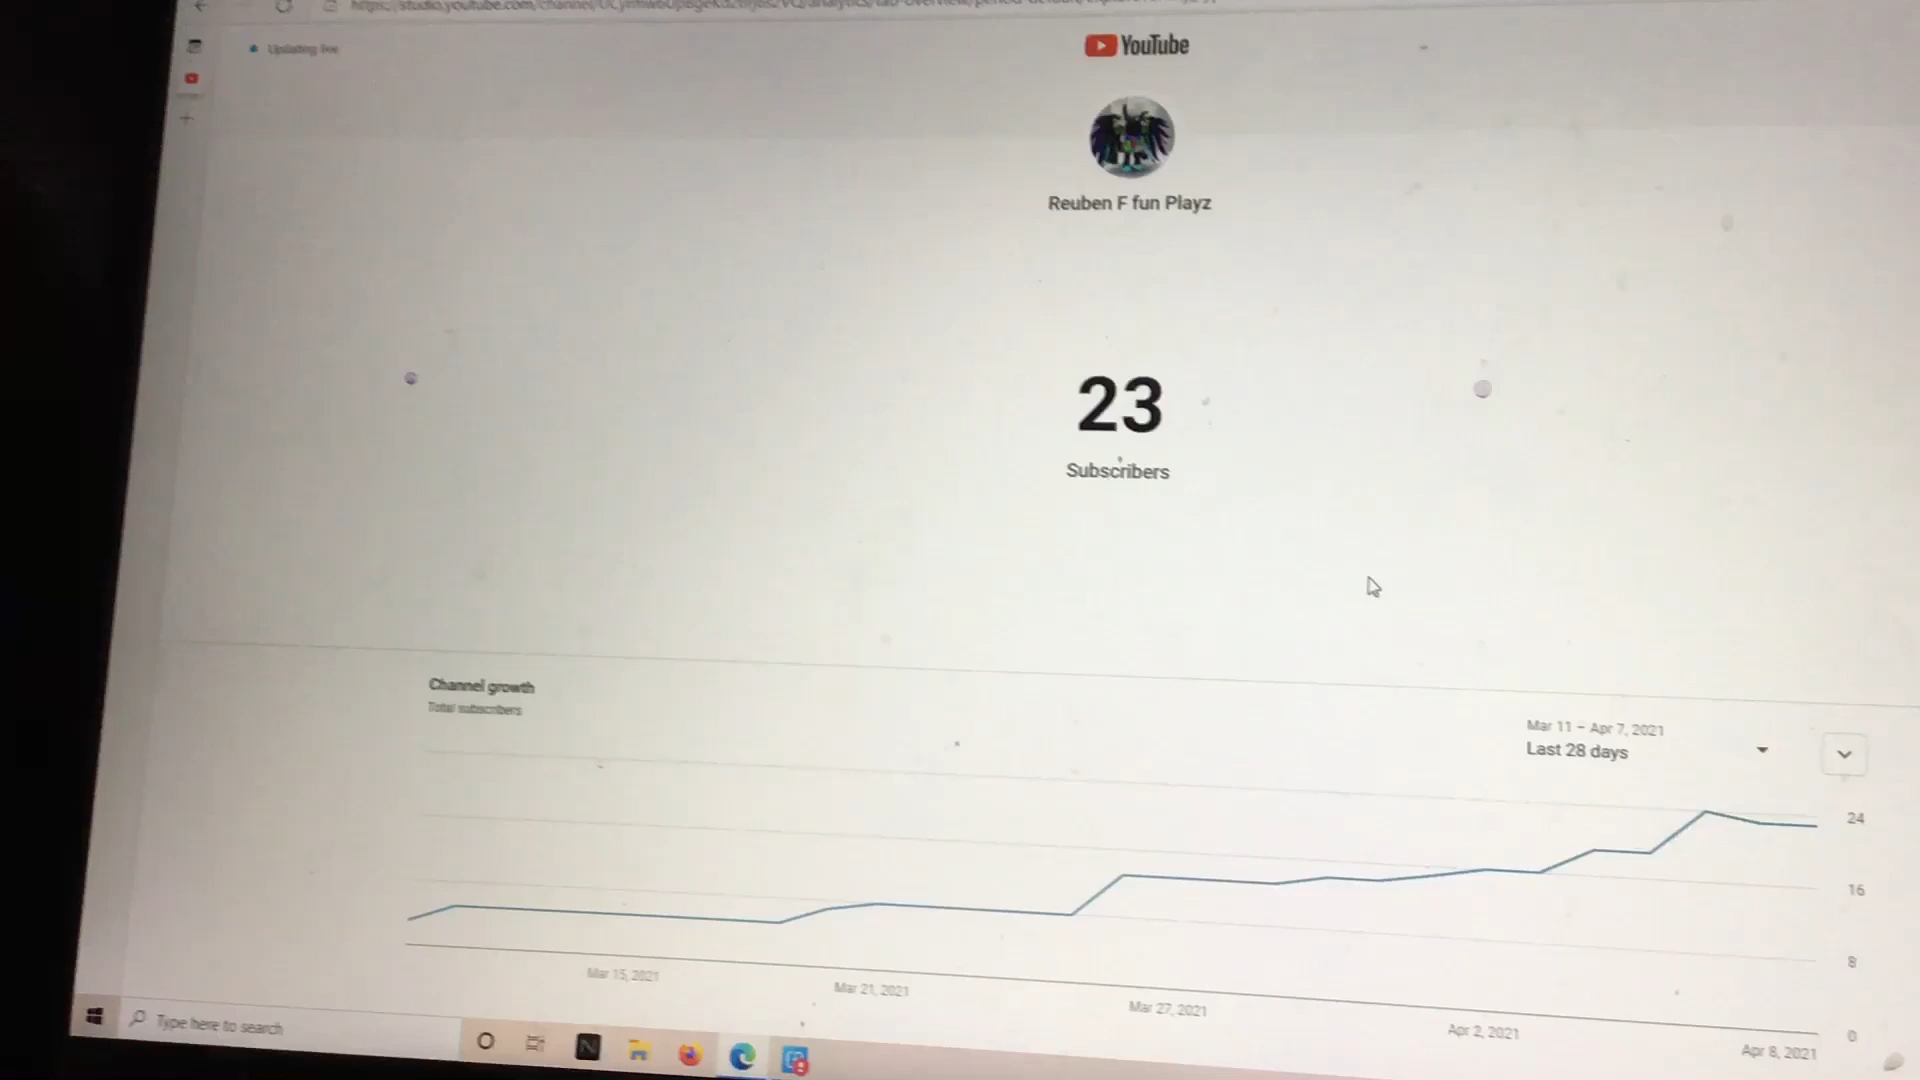 Updating live
YouTube
Reuben F fun Playz
23
Subscribers
Channel growth
Total subscribers
Mar 11 – Apr 7, 2021
Last 28 days
24
16
8
0
Mar 15, 2021
Mar 21, 2021
Mar 27, 2021
Apr 2, 2021
Apr 8, 2021
Type here to search